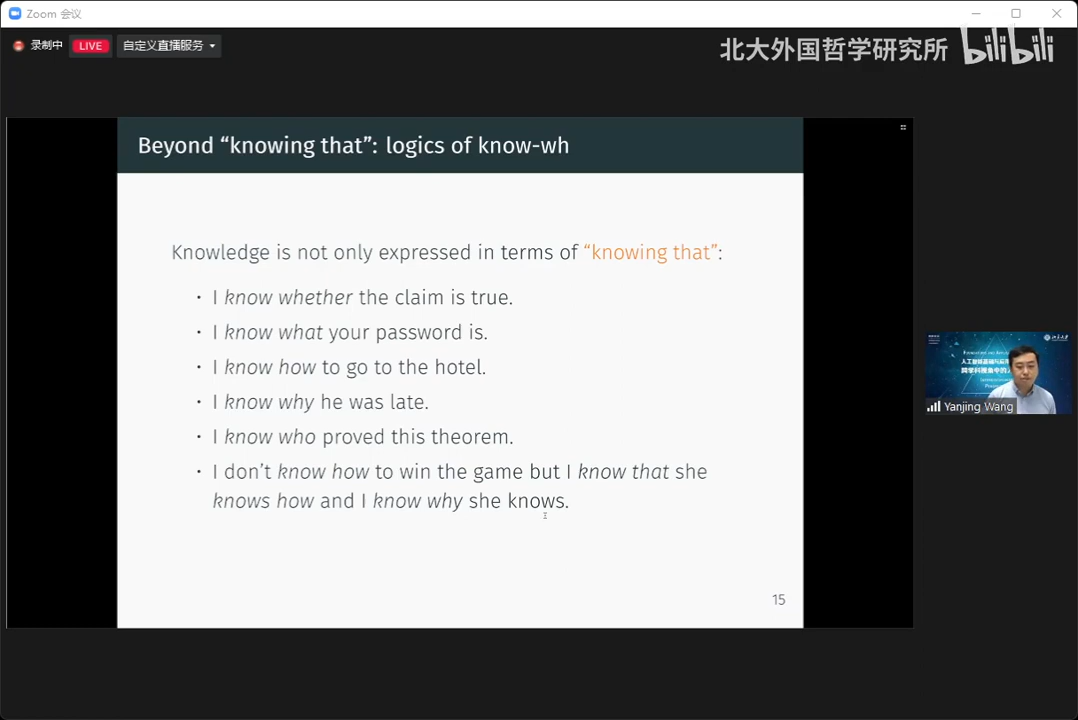 Zoom 会议
录制中
LIVE
自定义直播服务
北大外国哲学研究所
bilibili
Beyond “knowing that”: logics of know-wh
Knowledge is not only expressed in terms of “knowing that”:
• I know whether the claim is true.
• I know what your password is.
• I know how to go to the hotel.
• I know why he was late.
• I know who proved this theorem.
• I don’t know how to win the game but I know that she
knows how and I know why she knows.
15
Yanjing Wang